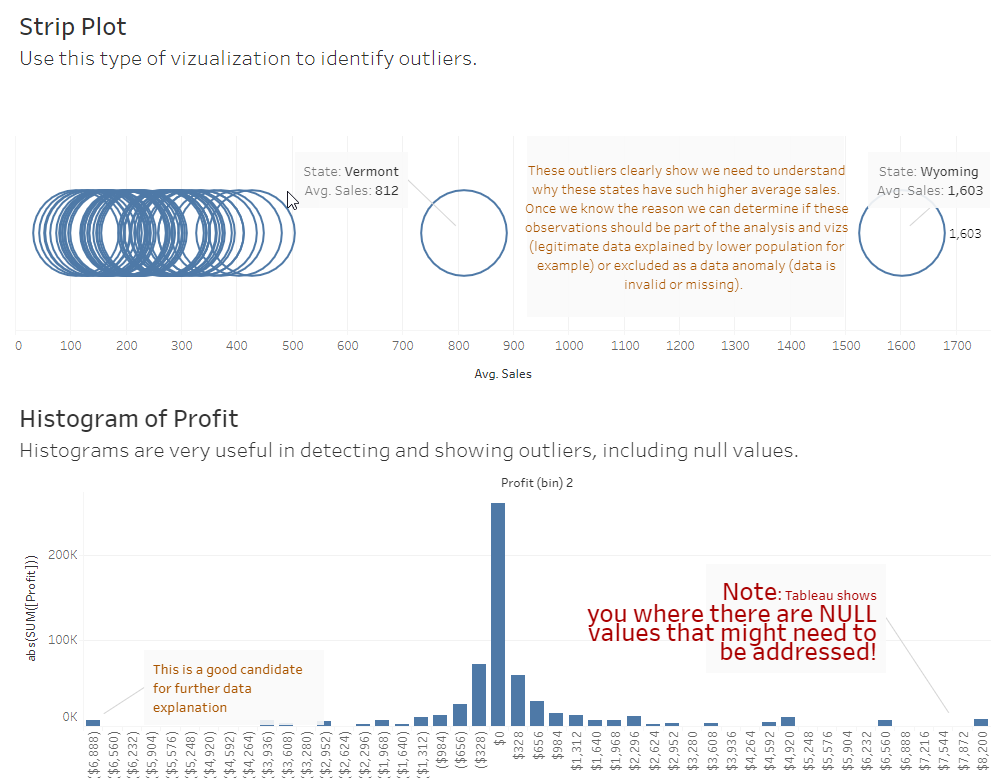 Strip Plot
Use this type of vizualization to identify outliers.
State: Vermont
Avg. Sales: 812
These outliers clearly show we need to understand
why these states have such higher average sales.
Once we know the reason we can determine if these
observations should be part of the analysis and vizs
(legitimate data explained by lower population for
example) or excluded as a data anomaly (data is
invalid or missing).
State: Wyoming
Avg. Sales: 1,603
1,603
0 100 200 300 400 500 600 700 800 900 1000 1100 1200 1300 1400 1500 1600 1700
Avg. Sales
Histogram of Profit
Histograms are very useful in detecting and showing outliers, including null values.
Profit (bin) 2
abs(SUM([Profit]))
200K
100K
0K
This is a good candidate
for further data
explanation
Note: Tableau shows
you where there are NULL
values that might need to
be addressed!
($6,888)
($6,560)
($6,232)
($5,904)
($5,576)
($5,248)
($4,920)
($4,592)
($4,264)
($3,936)
($3,608)
($3,280)
($2,952)
($2,624)
($2,296)
($1,968)
($1,640)
($1,312)
($984)
($656)
($328)
$0
$328
$656
$984
$1,312
$1,640
$1,968
$2,296
$2,624
$2,952
$3,280
$3,608
$3,936
$4,264
$4,592
$4,920
$5,248
$5,576
$5,904
$6,232
$6,560
$6,888
$7,216
$7,544
$7,872
$8,200